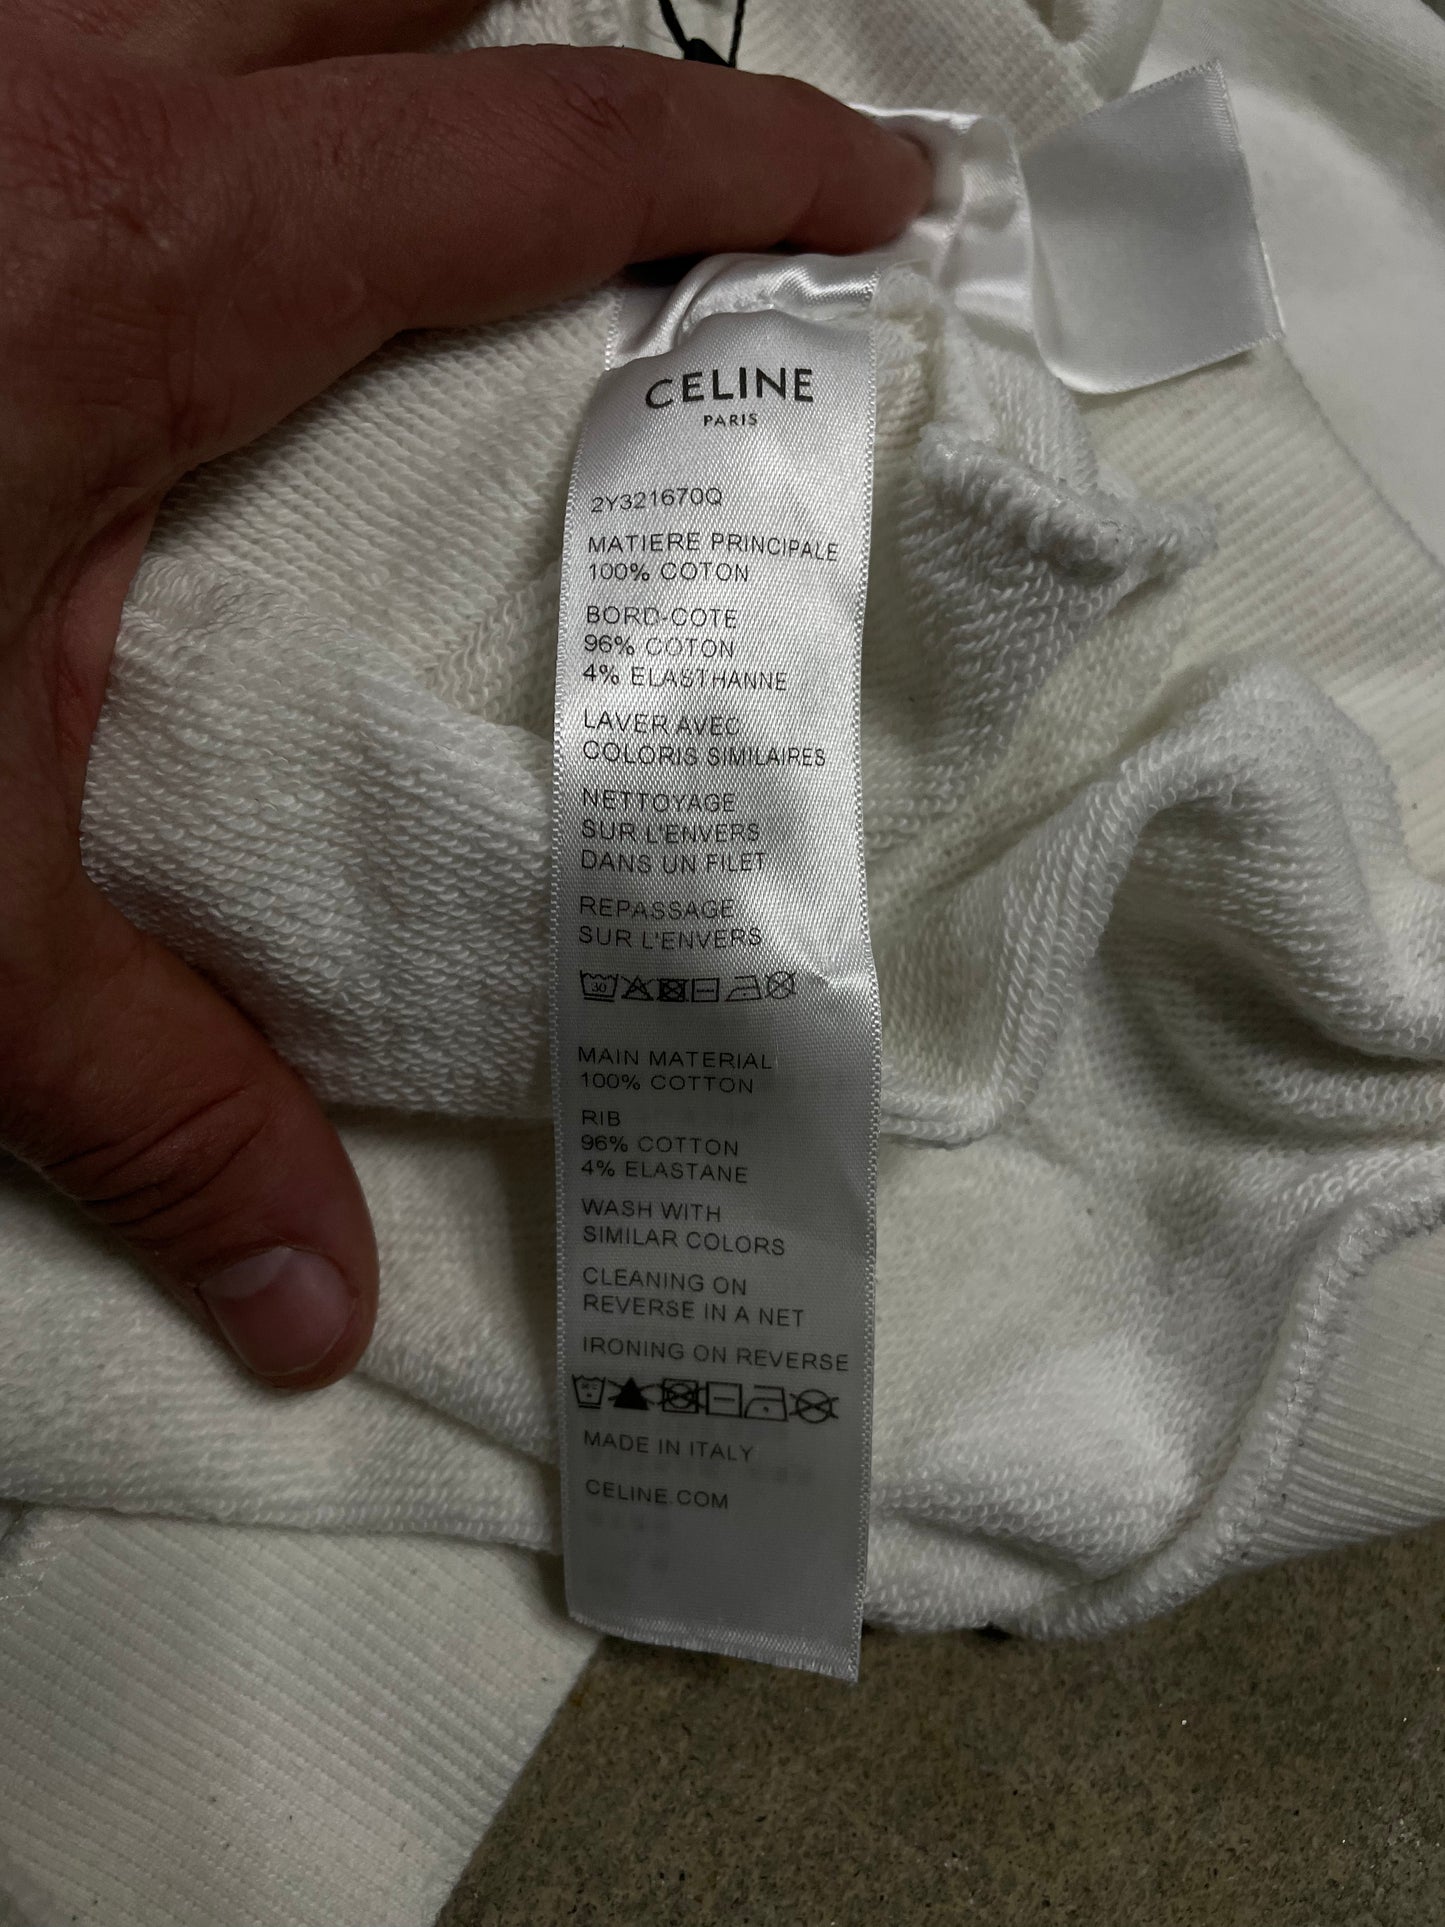 CELINE
PARIS
2Y321670Q
MATIERE PRINCIPALE
100% COTON
BORD-COTE
96% COTON
4% ELASTHANNE
LAVER AVEC
COLORIS SIMILAIRES
NETTOYAGE
SUR L'ENVERS
DANS UN FILET
REPASSAGE
SUR L'ENVERS
30
MAIN MATERIAL
100% COTTON
RIB
96% COTTON
4% ELASTANE
WASH WITH
SIMILAR COLORS
CLEANING ON
REVERSE IN A NET
IRONING ON REVERSE
MADE IN ITALY
CELINE.COM